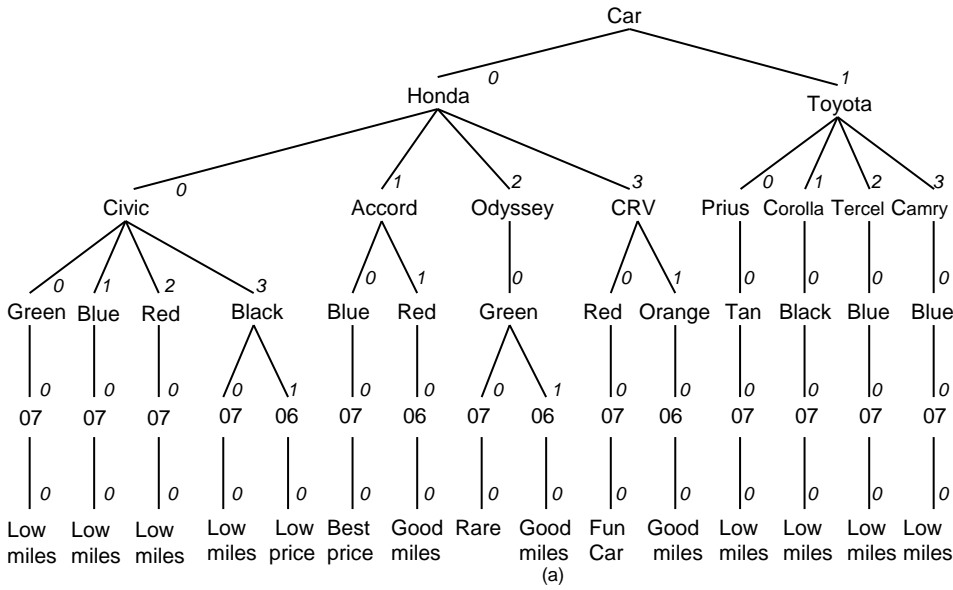 Car
0 1
Honda Toyota
0 1 2 3 0 1 2 3
Civic Accord Odyssey CRV Prius Corolla Tercel Camry
0 1 2 3 0 1 0 0 1 0 0 0 0
Green Blue Red Black Blue Red Green Red Orange Tan Black Blue Blue
0 0 0 0 1 0 0 0 1 0 0 0 0 0 0
07 07 07 07 06 07 06 07 06 07 06 07 07 07 07
0 0 0 0 0 0 0 0 0 0 0 0 0 0 0
Low Low Low Low Low Best Good Rare Good Fun Good Low Low Low Low
miles miles miles miles price price miles miles Car miles miles miles miles miles
(a)